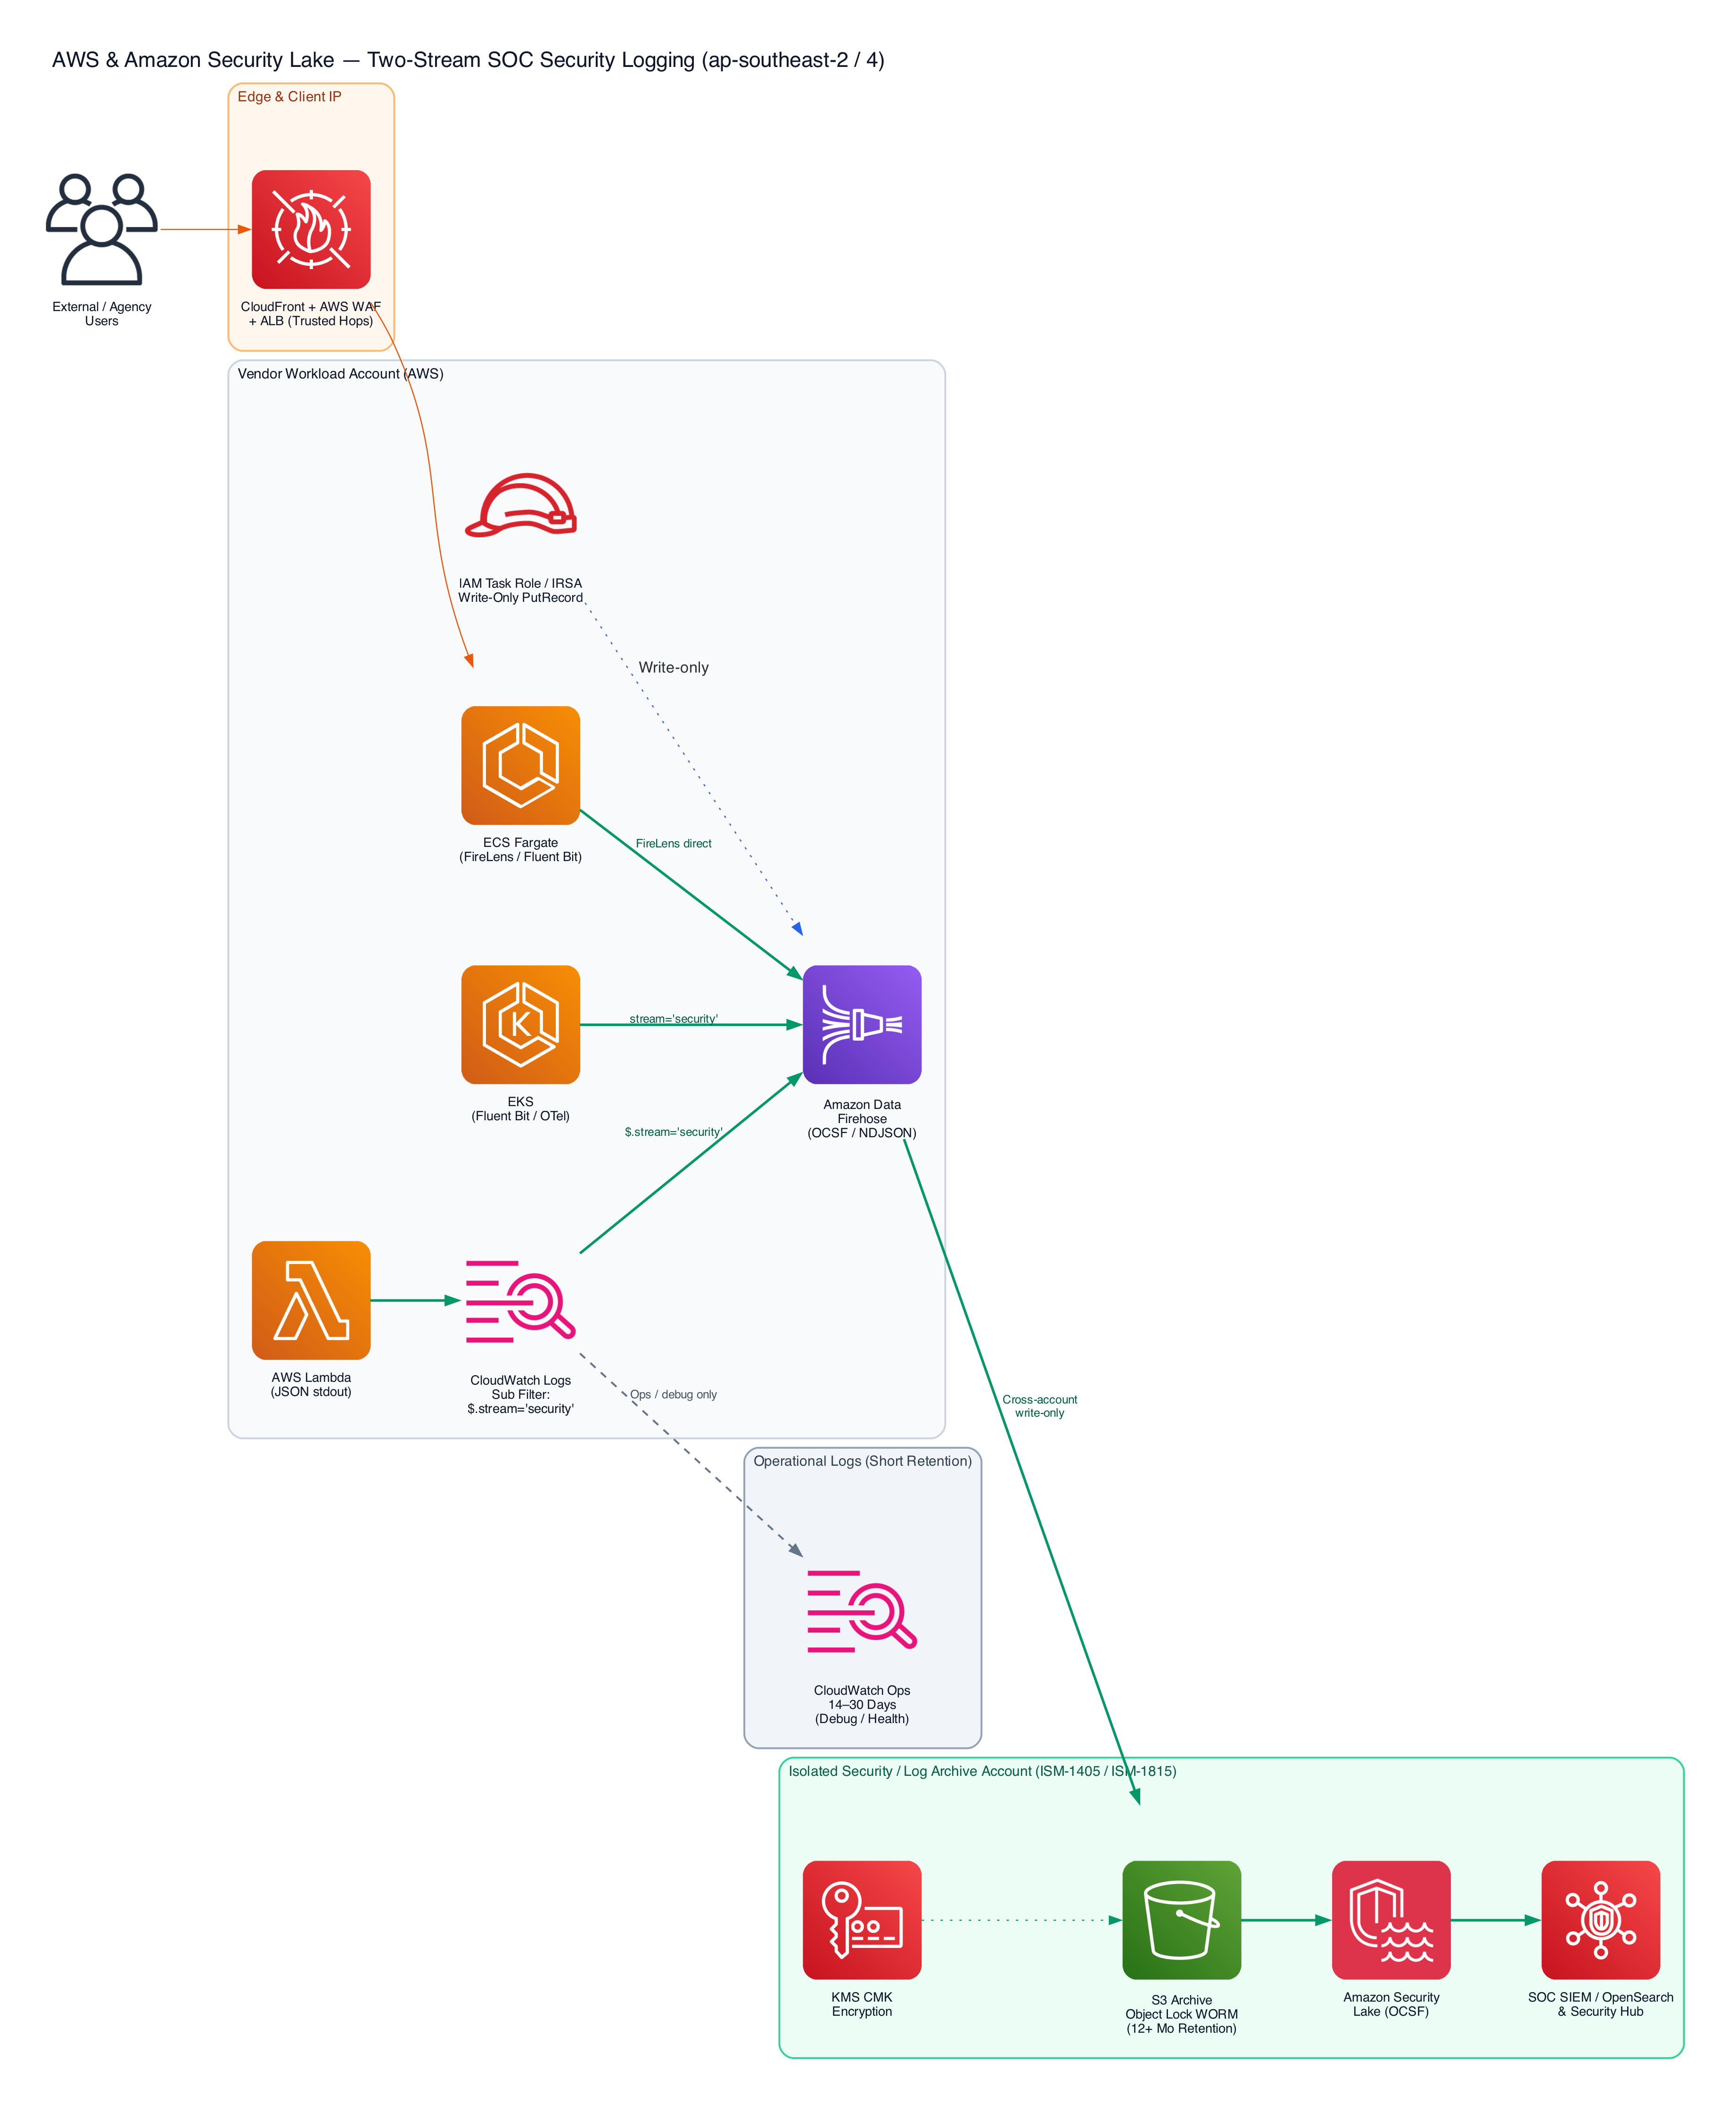 AWS & Amazon Security Lake — Two-Stream SOC Security Logging (ap-southeast-2 / 4)
Edge & Client IP
External / Agency
Users
CloudFront + AWS WAF
+ ALB (Trusted Hops)
Vendor Workload Account (AWS)
IAM Task Role / IRSA
Write-Only PutRecord
Write-only
ECS Fargate
(FireLens / Fluent Bit)
FireLens direct
EKS
(Fluent Bit / OTel)
stream='security'
Amazon Data
Firehose
(OCSF / NDJSON)
$.stream='security'
AWS Lambda
(JSON stdout)
CloudWatch Logs
Sub Filter:
$.stream='security'
Ops / debug only
Cross-account
write-only
Operational Logs (Short Retention)
CloudWatch Ops
14–30 Days
(Debug / Health)
Isolated Security / Log Archive Account (ISM-1405 / ISM-1815)
KMS CMK
Encryption
S3 Archive
Object Lock WORM
(12+ Mo Retention)
Amazon Security
Lake (OCSF)
SOC SIEM / OpenSearch
& Security Hub